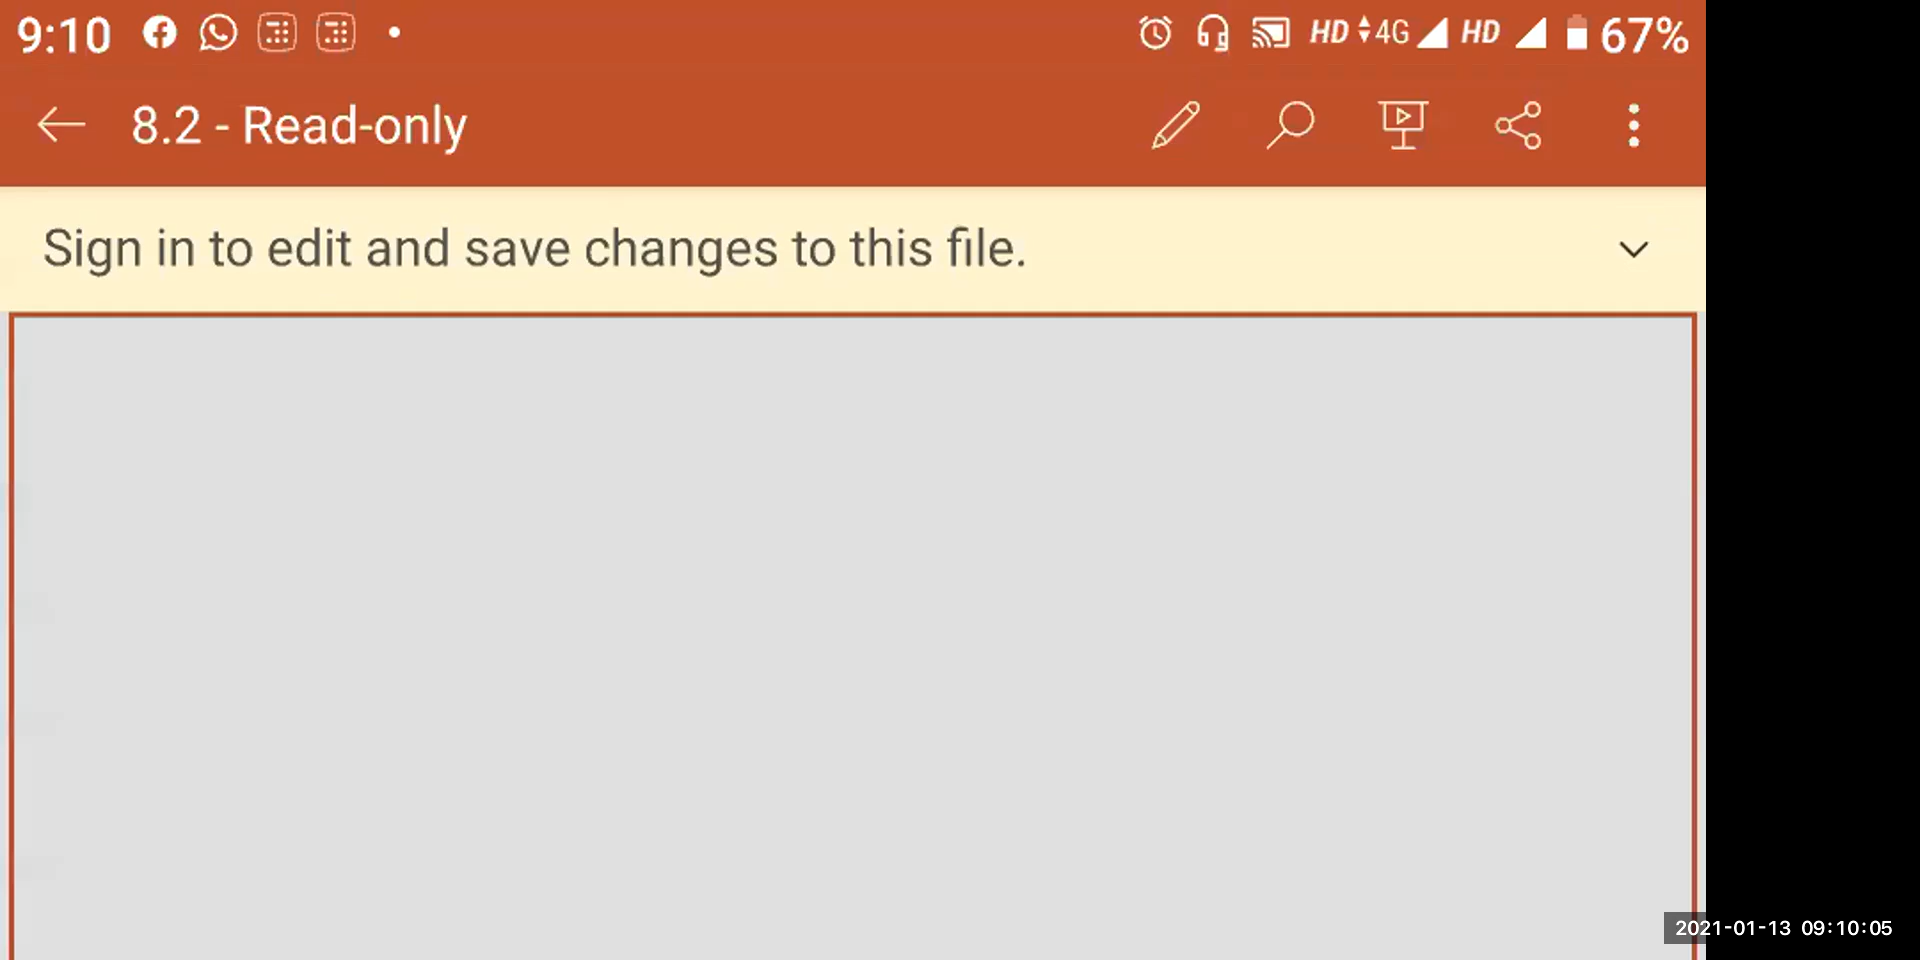 9:10 HD 4G HD 67%
8.2 - Read-only
Sign in to edit and save changes to this file.
2021-01-13 09:10:05